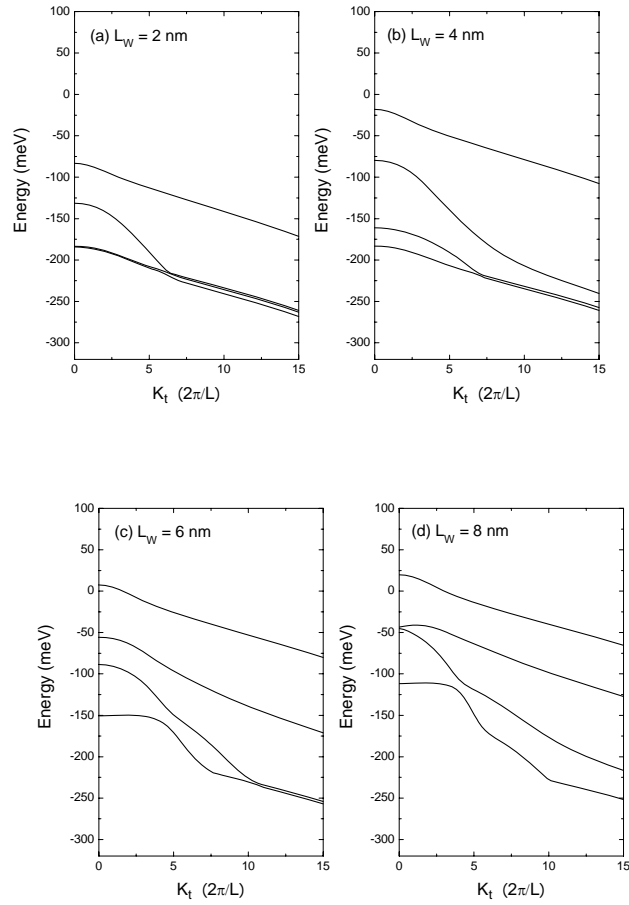 (a) L_W = 2 nm
100
50
0
-50
-100
-150
-200
-250
-300
Energy (meV)
0 5 10 15
K_t (2π/L)
(b) L_W = 4 nm
100
50
0
-50
-100
-150
-200
-250
-300
Energy (meV)
0 5 10 15
K_t (2π/L)
(c) L_W = 6 nm
100
50
0
-50
-100
-150
-200
-250
-300
Energy (meV)
0 5 10 15
K_t (2π/L)
(d) L_W = 8 nm
100
50
0
-50
-100
-150
-200
-250
-300
Energy (meV)
0 5 10 15
K_t (2π/L)